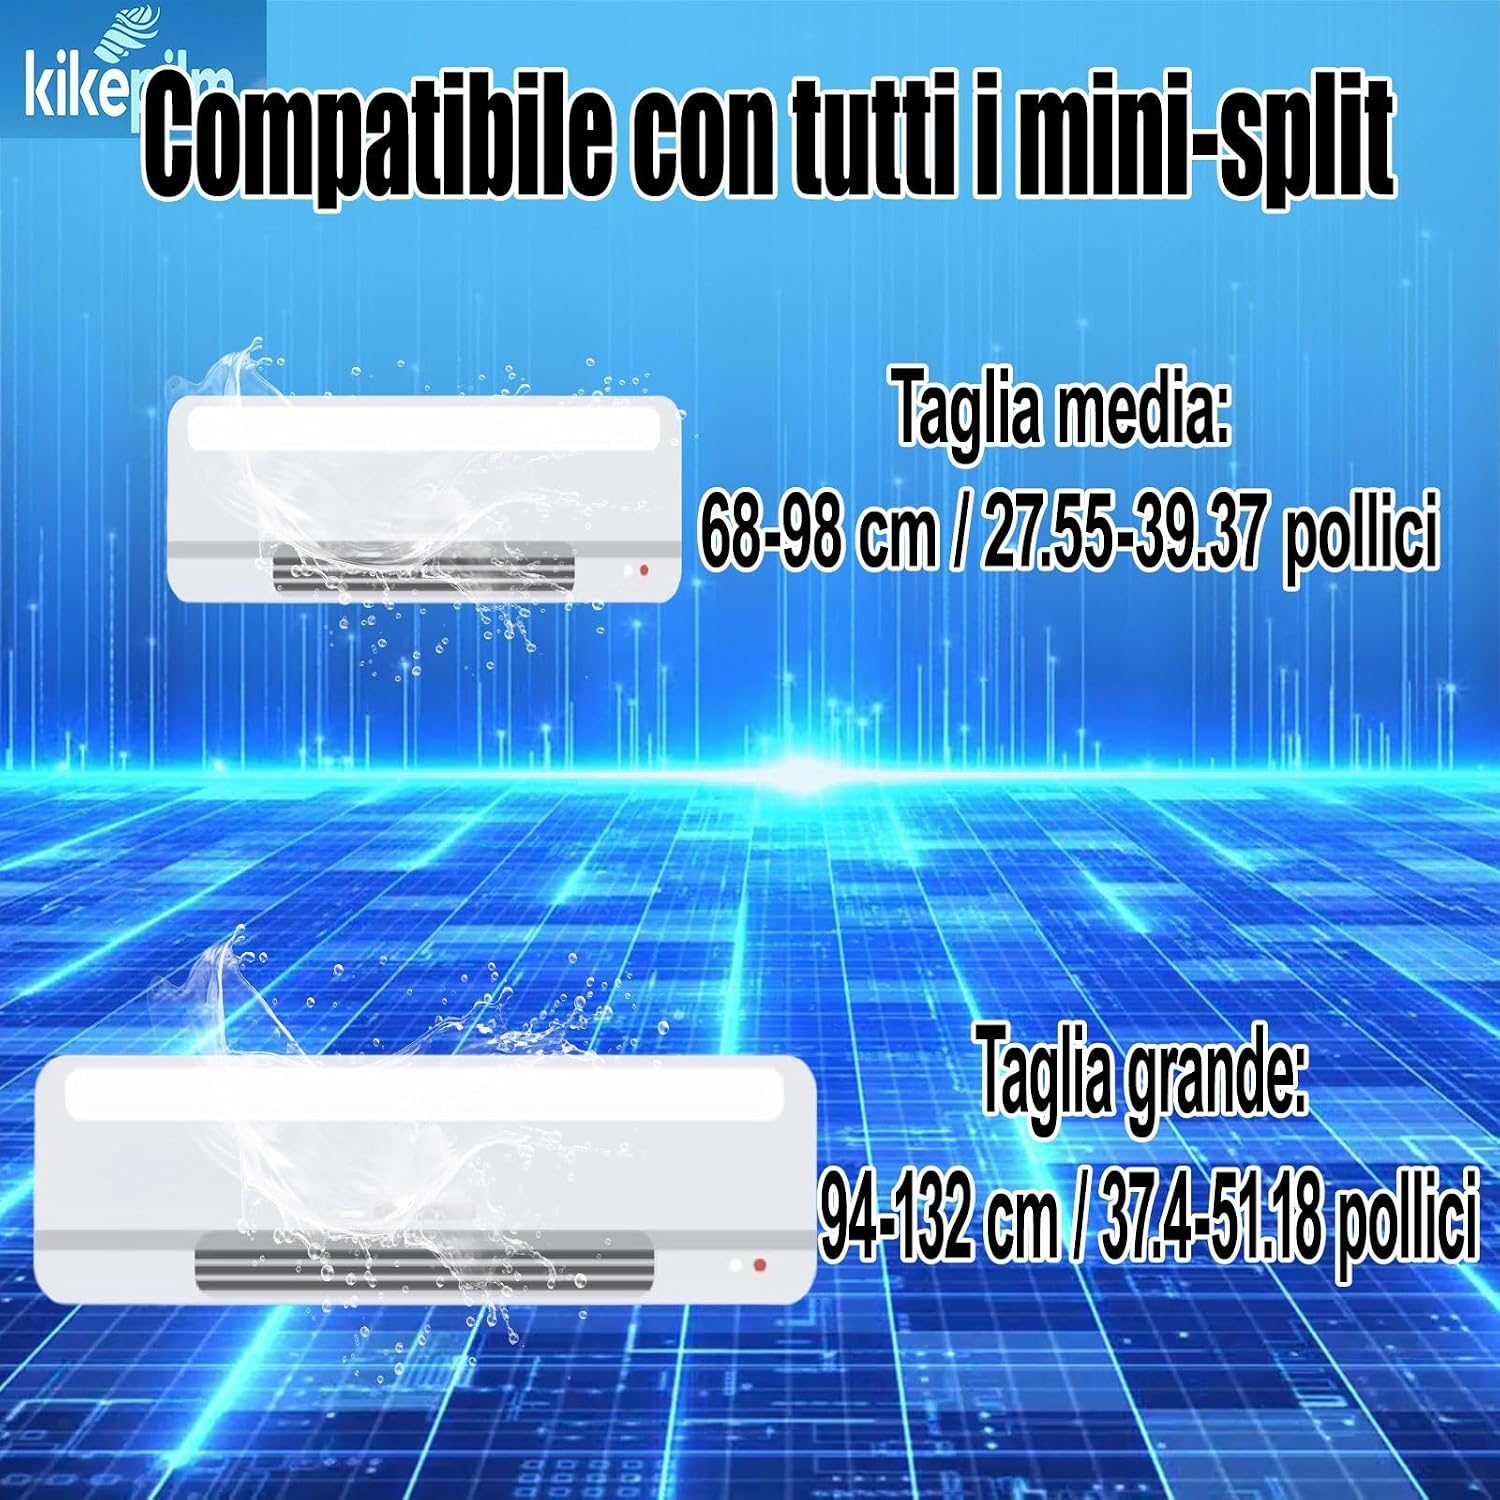 kikepilm
Compatibile con tutti i mini-split
Taglia media:
68-98 cm / 27.55-39.37 pollici
Taglia grande:
94-132 cm / 37.4-51.18 pollici